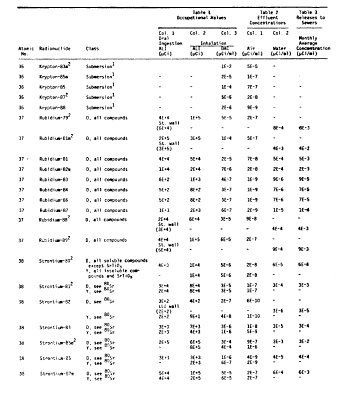 Table 1
Occupational Values
Table 2
Effluent
Concentrations
Table 3
Releases to
Sewers
Col. 1 Col. 2 Col. 3 Col. 1 Col. 2
Oral
Ingestion
ALI
(µCi)
Inhalation
ALI
(µCi)
DAC
(µCi/ml)
Air
(µCi/ml)
Water
(µCi/ml)
Monthly
Average
Concentration
(µCi/ml)
Atomic
No.
Radionuclide
Class
36 Krypton-83m2 Submersion1 - - 1E-2 5E-5 - -
36 Krypton-85m Submersion1 - - 2E-5 1E-7 - -
36 Krypton-85 Submersion1 - - 1E-4 7E-7 - -
36 Krypton-872 Submersion1 - - 5E-6 2E-8 - -
36 Krypton-88 Submersion1 - - 2E-6 9E-9 - -
37 Rubidium-792 D, all compounds 4E+4 1E+5 5E-5 2E-7 - -
St. wall
(5E+4) - - - 8E-4 8E-3
37 Rubidium-81m2 D, all compounds 2E+5 3E+5 1E-4 5E-7 - -
St. wall
(3E+5) - - - 4E-3 4E-2
37 Rubidium-81 D, all compounds 4E+4 5E+4 2E-5 7E-8 5E-4 5E-3
37 Rubidium-82m D, all compounds 1E+4 2E+4 7E-6 2E-8 2E-4 2E-3
37 Rubidium-83 D, all compounds 6E+2 1E+3 4E-7 1E-9 9E-6 9E-5
37 Rubidium-84 D, all compounds 5E+2 8E+2 3E-7 1E-9 7E-6 7E-5
37 Rubidium-86 D, all compounds 5E+2 8E+2 3E-7 1E-9 7E-6 7E-5
37 Rubidium-87 D, all compounds 1E+3 2E+3 6E-7 2E-9 1E-5 1E-4
37 Rubidium-882 D, all compounds 2E+4 6E+4 3E-5 9E-8 - -
St. wall
(3E+4) - - - 4E-4 4E-3
37 Rubidium-892 D, all compounds 4E+4 1E+5 6E-5 2E-7 - -
St. wall
(6E+4) - - - 9E-4 9E-3
38 Strontium-802 D, all soluble compounds
except SrTiO3 4E+3 1E+4 5E-6 2E-8 6E-5 6E-4
Y, all insoluble com-
pounds and SrTiO3 - 1E+4 5E-6 2E-8 - -
38 Strontium-812 D, see 80Sr 3E+4 8E+4 3E-5 1E-7 3E-4 3E-3
Y, see 80Sr 2E+4 8E+4 3E-5 1E-7 - -
38 Strontium-82 D, see 80Sr 3E+2 4E+2 2E-7 6E-10 - -
LLI wall
(2E+2) - - - 3E-6 3E-5
Y, see 80Sr 2E+2 9E+1 4E-8 1E-10 - -
38 Strontium-83 D, see 80Sr 3E+3 7E+3 3E-6 1E-8 3E-5 3E-4
Y, see 80Sr 2E+3 4E+3 1E-6 5E-9 - -
38 Strontium-85m2 D, see 80Sr 2E+5 6E+5 3E-4 9E-7 3E-3 3E-2
Y, see 80Sr - 8E+5 4E-4 1E-6 - -
38 Strontium-85 D, see 80Sr 3E+3 3E+3 1E-6 4E-9 4E-5 4E-4
Y, see 80Sr - 2E+3 6E-7 2E-9 - -
38 Strontium-87m D, see 80Sr 5E+4 1E+5 5E-5 2E-7 6E-4 6E-3
Y, see 80Sr 4E+4 2E+5 6E-5 2E-7 - -